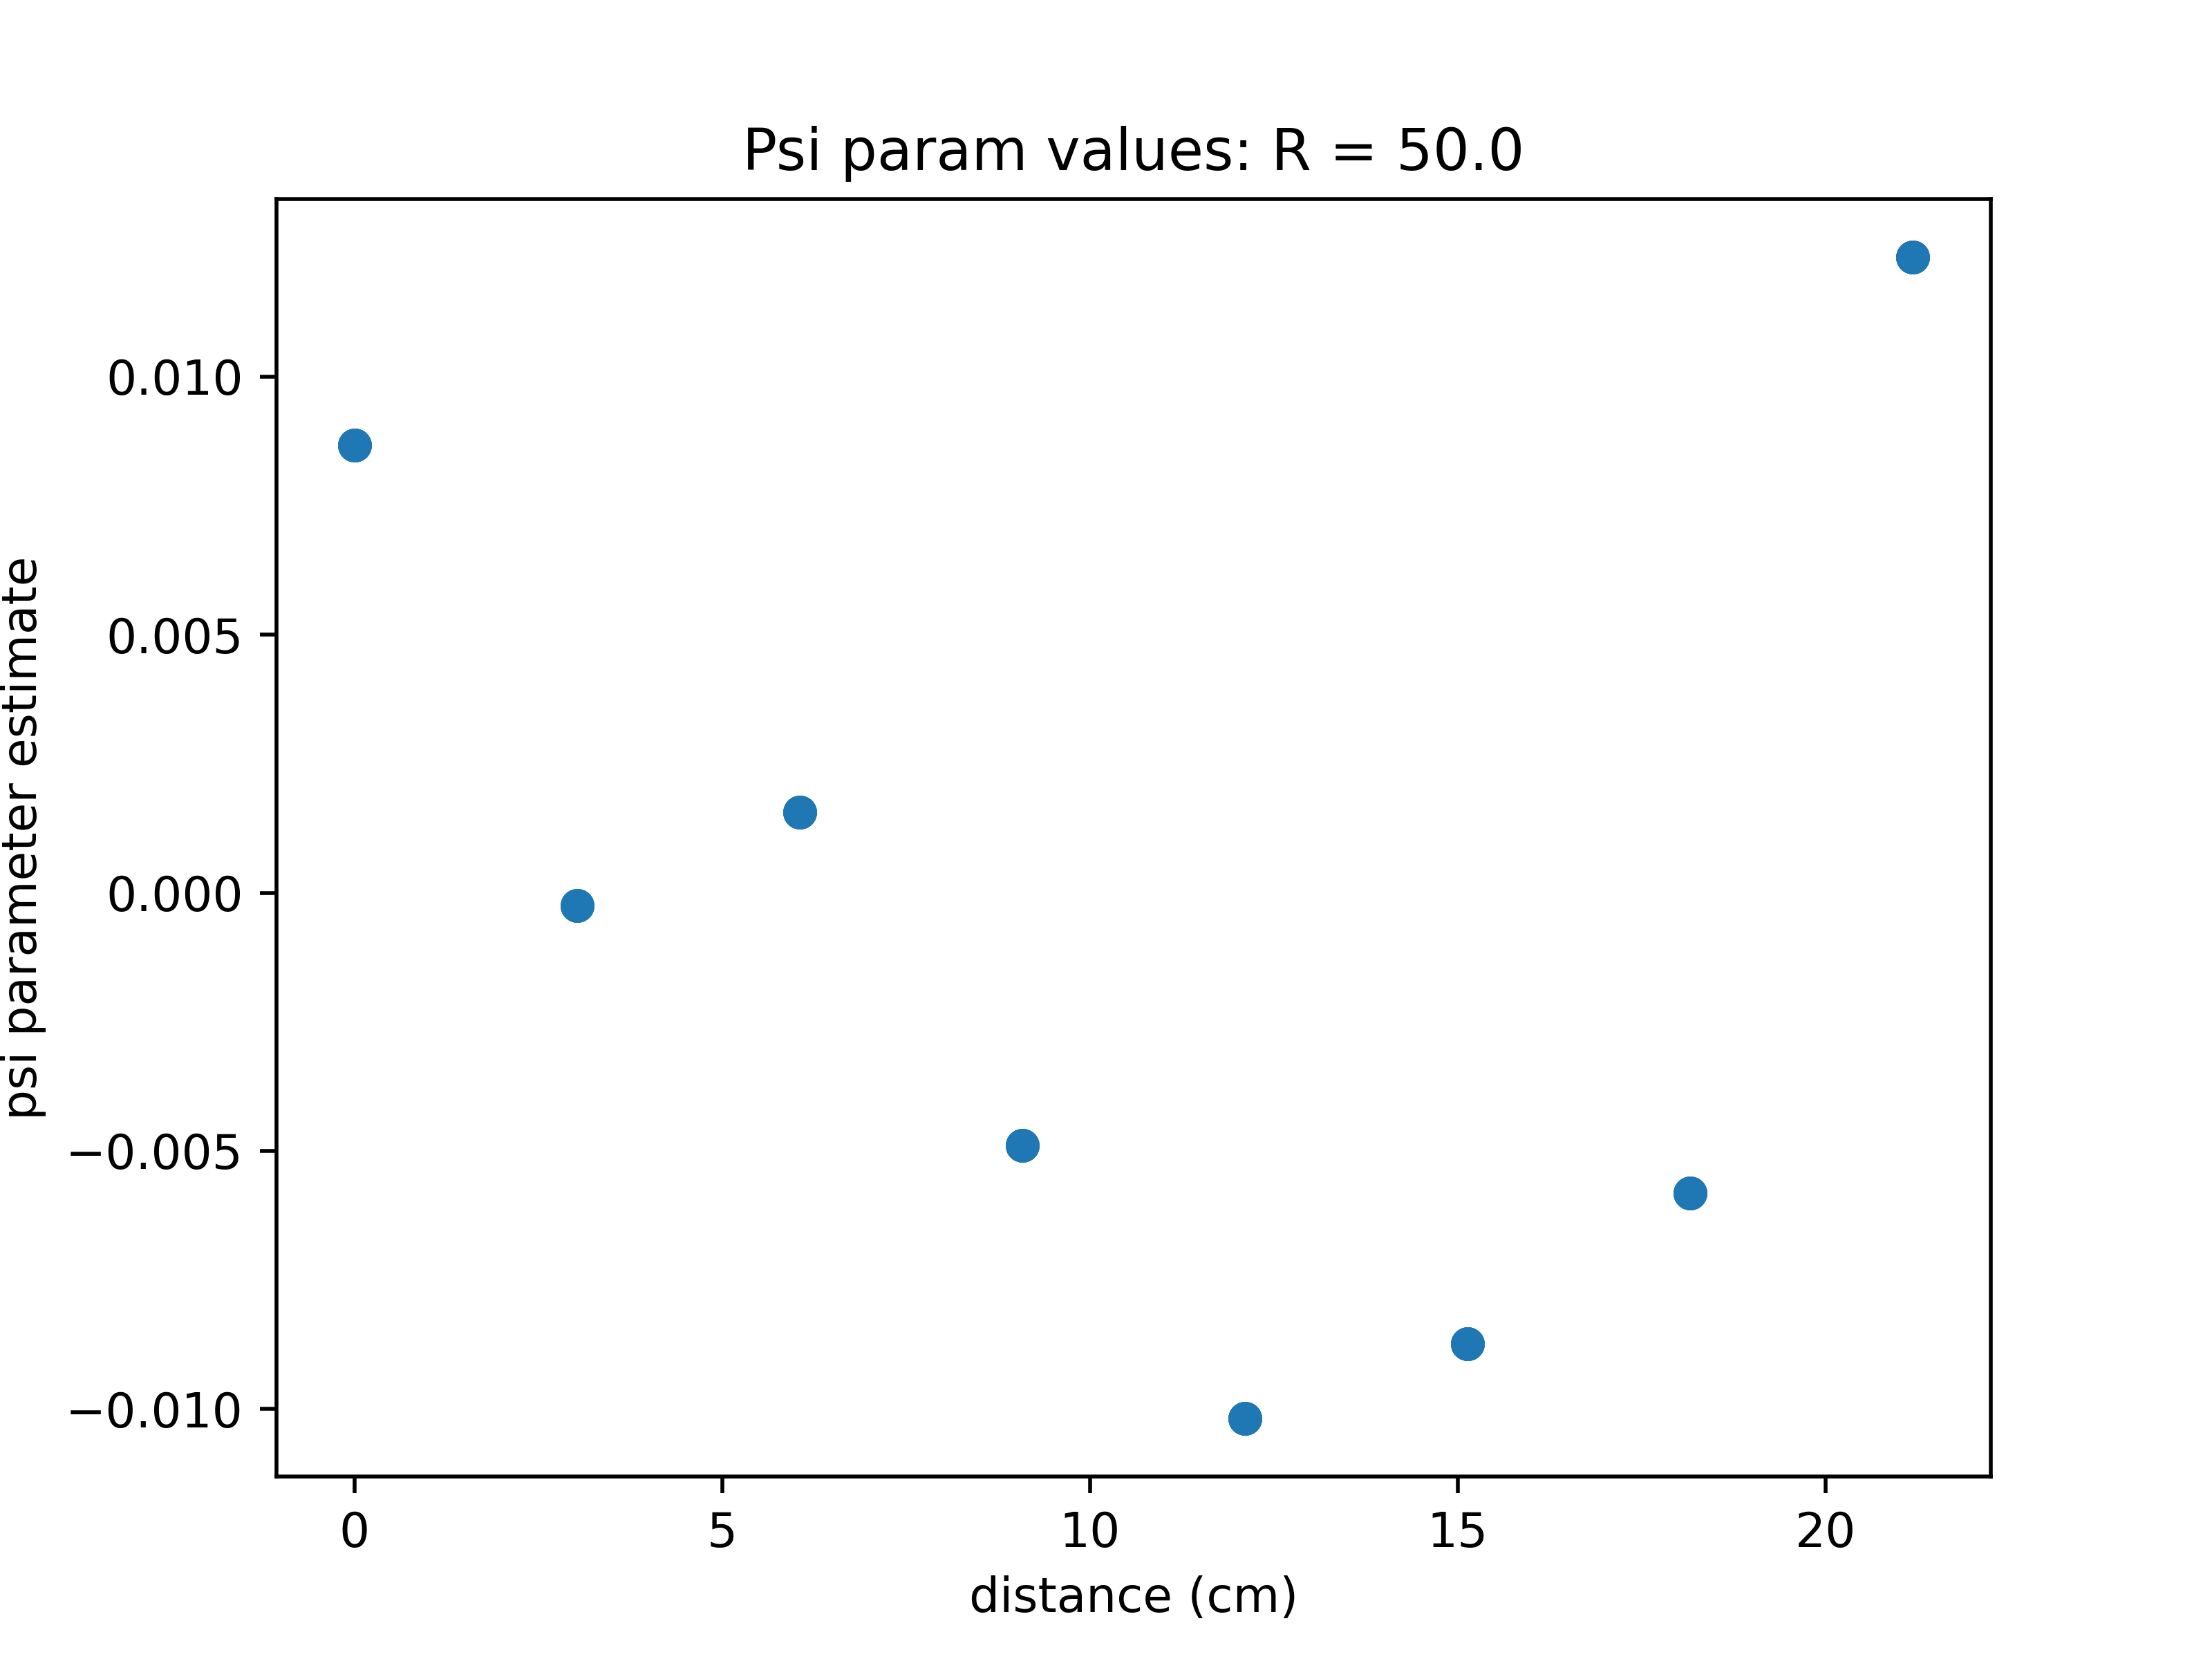 Psi param values: R = 50.0
0.010
0.005
0.000
−0.005
−0.010
psi parameter estimate
0 5 10 15 20
distance (cm)